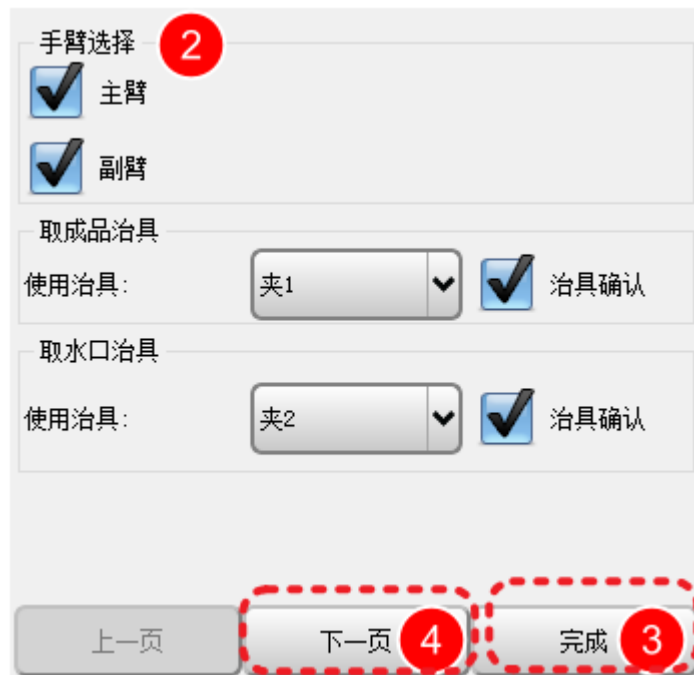 手臂选择 2
主臂
副臂
取成品治具
使用治具: 夹1 治具确认
取水口治具
使用治具: 夹2 治具确认
上一页 下一页 4 完成 3